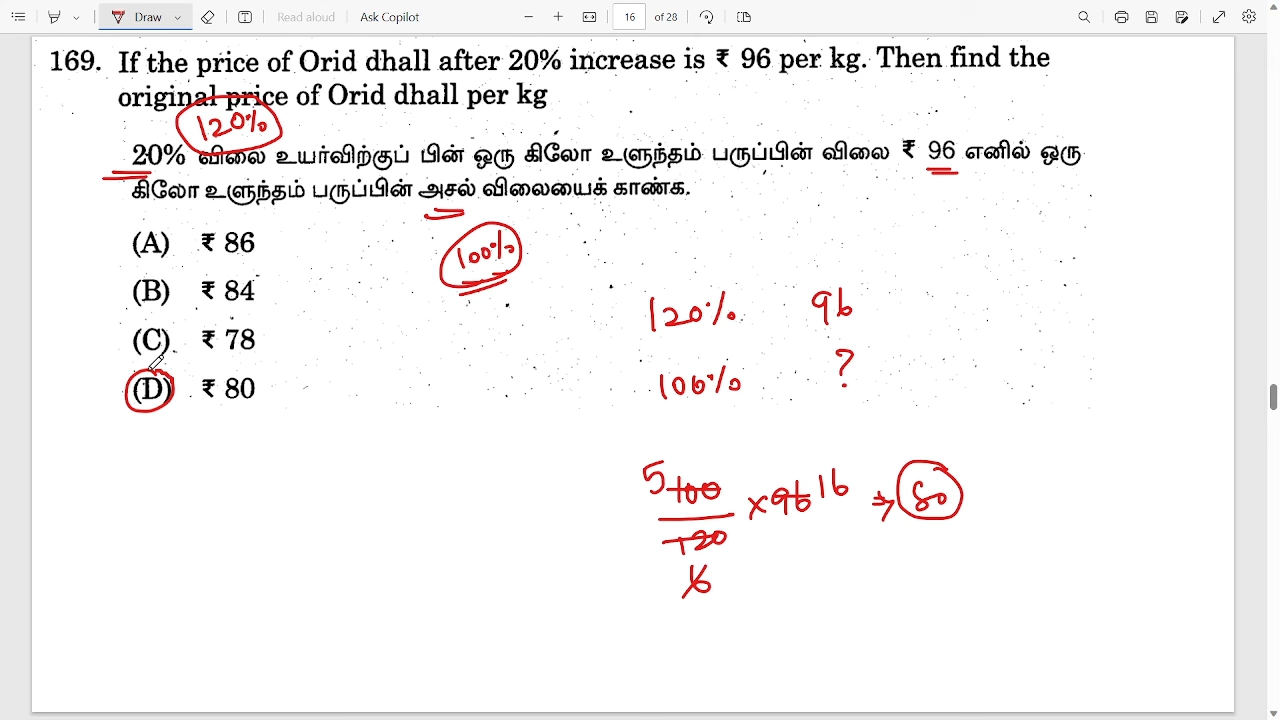 Draw
Read aloud
Ask Copilot
16 of 28
169. If the price of Orid dhall after 20% increase is ₹ 96 per kg. Then find the
original price of Orid dhall per kg
120%
20% விலை உயர்விற்குப் பின் ஒரு கிலோ உளுந்தம் பருப்பின் விலை ₹ 96 எனில் ஒரு
கிலோ உளுந்தம் பருப்பின் அசல் விலையைக் காண்க.
100%
(A) ₹ 86
(B) ₹ 84
(C) ₹ 78
(D) ₹ 80
120% 96
100% ?
5 100
120 × 96 16 ⇒ 80
6